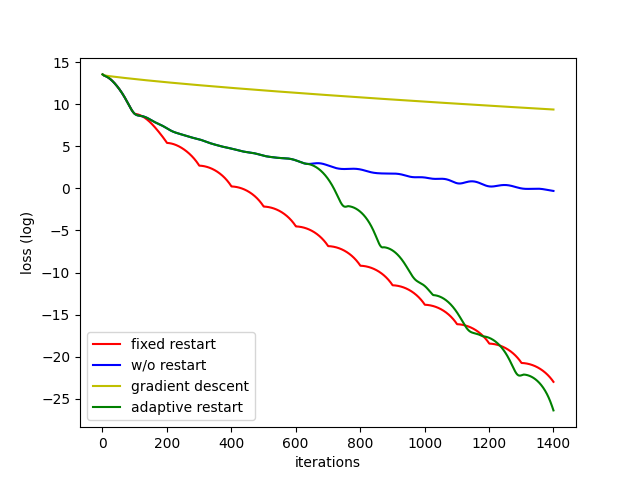 15
10
5
0
−5
−10
−15
−20
−25
loss (log)
fixed restart
w/o restart
gradient descent
adaptive restart
0 200 400 600 800 1000 1200 1400
iterations